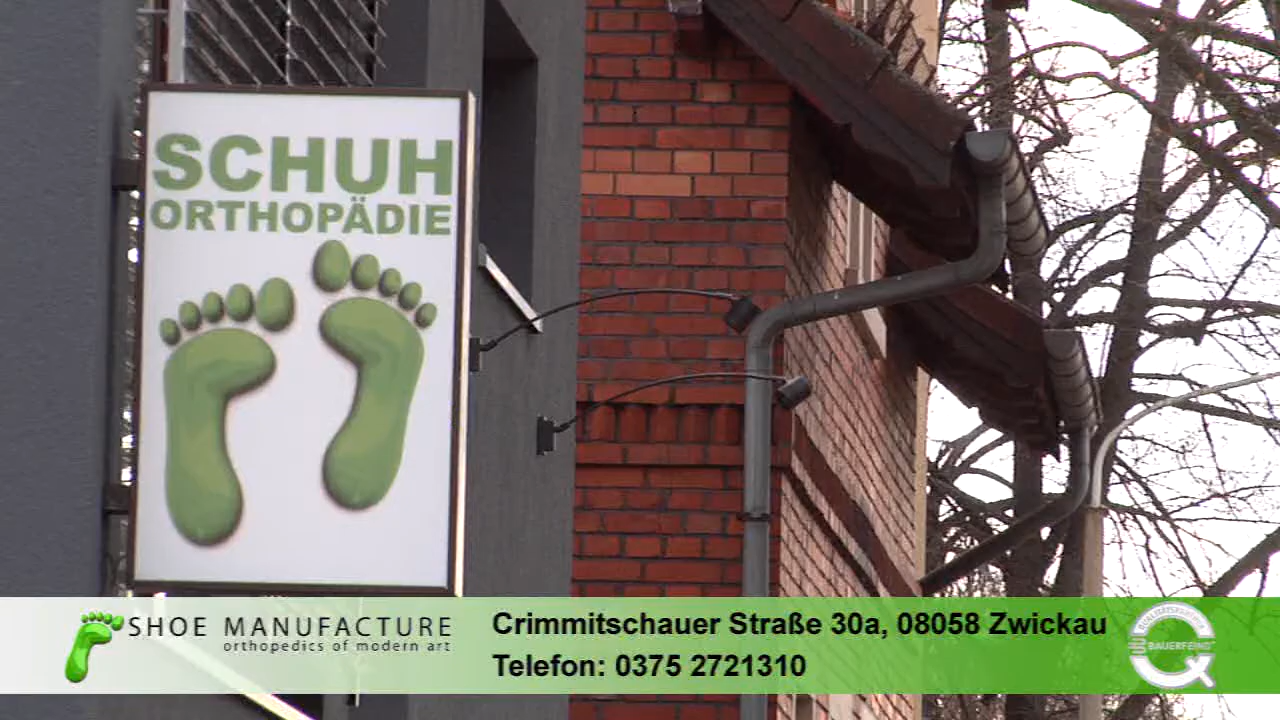 SCHUH
ORTHOPÄDIE
SHOE MANUFACTURE
orthopedics of modern art
Crimmitschauer Straße 30a, 08058 Zwickau
Telefon: 0375 2721310
BAUERFEIND